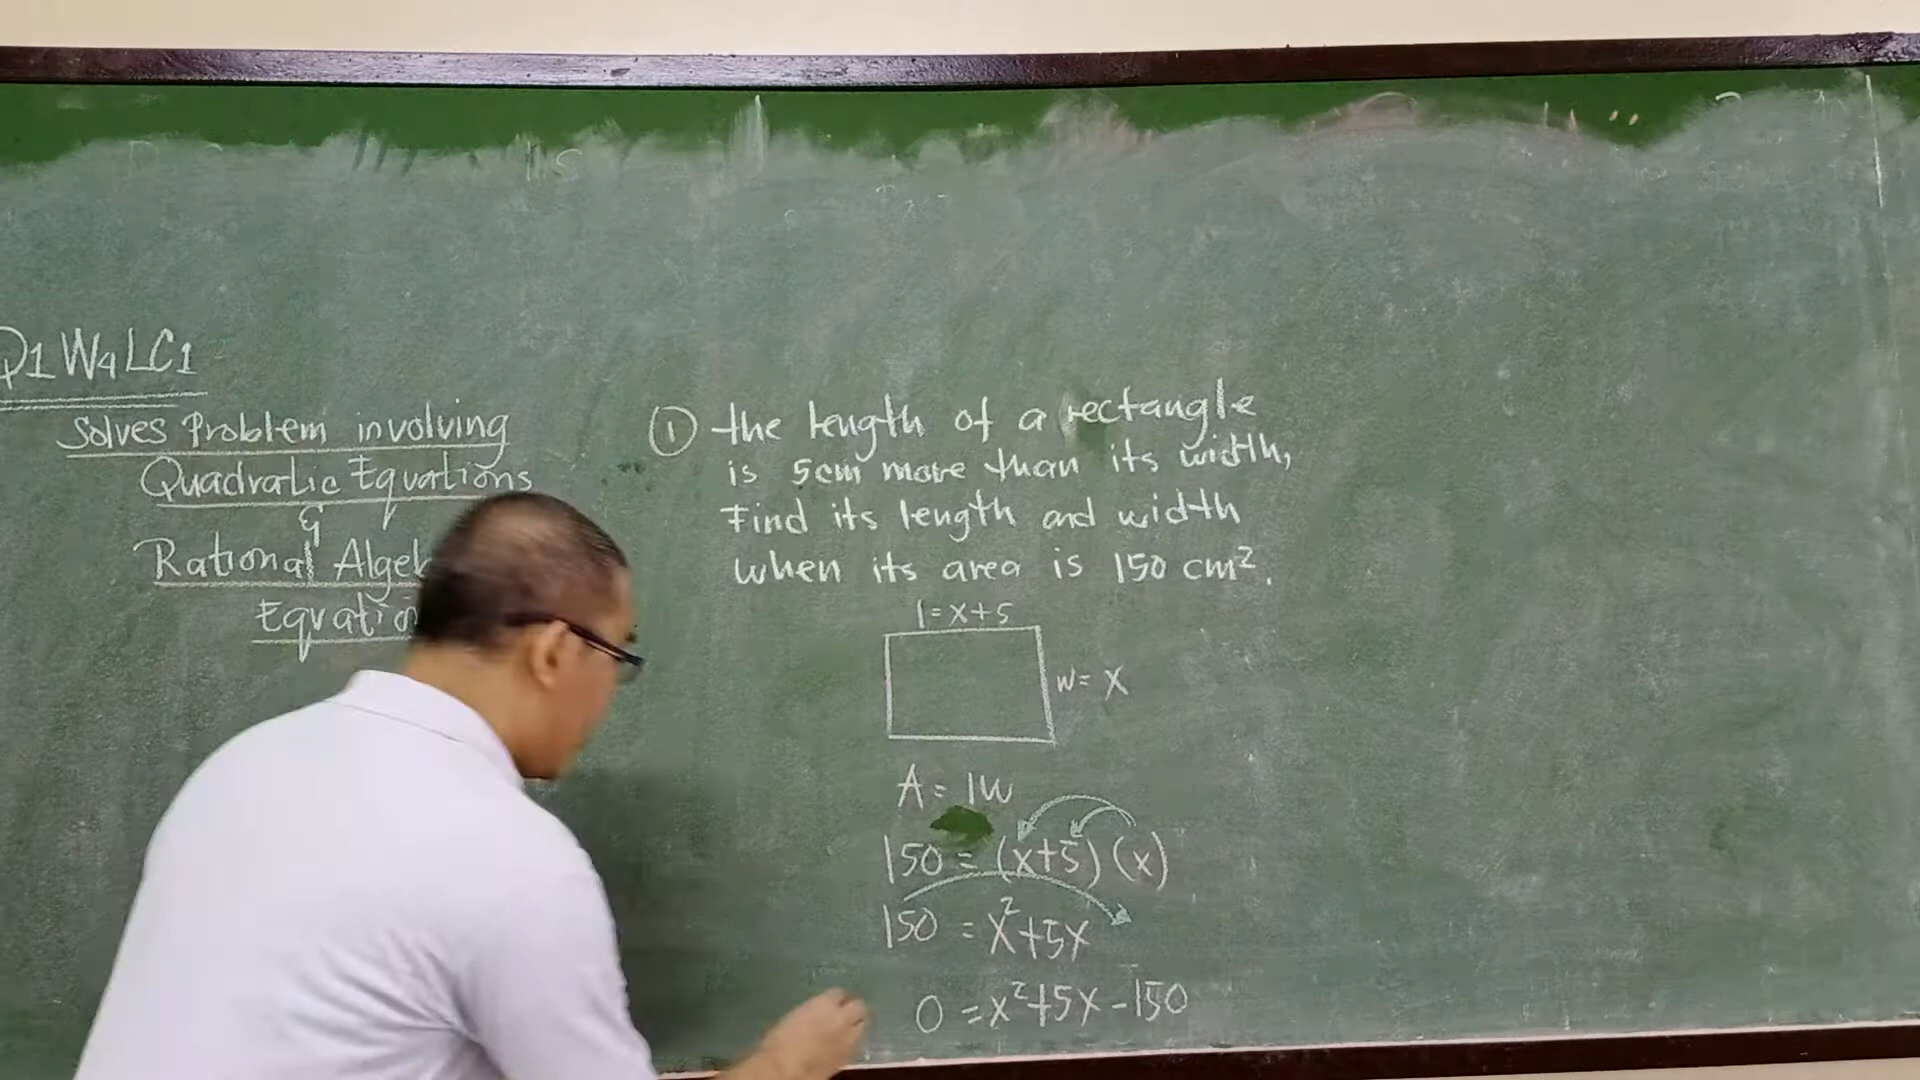 Q1 W4 LC1
Solves Problem involving
Quadratic Equations
&
Rational
① the length of a rectangle
is 5cm more than its width,
Find its length and width
when its area is 150 cm².
l = x+5
w = x
A = lw
150 = (x+5)(x)
150 = x²+5x
0 = x²+5x-150